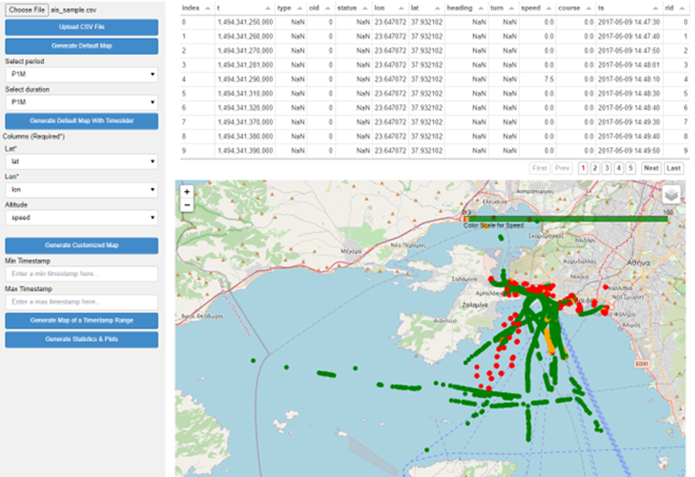 Choose File ais_sample.csv
Upload CSV File
Generate Default Map
Select period
P1M
Select duration
P1M
Generate Default Map With Timeslider
Columns (Required*)
Lat*
lat
Lon*
lon
Altitude
speed
Generate Customized Map
Min Timestamp
Enter a min timestamp here...
Max Timestamp
Enter a max timestamp here...
Generate Map of a Timestamp Range
Generate Statistics & Plots
index t type oid status lon lat heading turn speed course ts rid
0 1,494,341,250,000 NaN NaN NaN 23.647072 37.932102 NaN NaN 0.0 0.0 2017-05-09 14:47:30 0
1 1,494,341,260,000 NaN NaN NaN 23.647072 37.932102 NaN NaN 0.0 0.0 2017-05-09 14:47:40 1
2 1,494,341,270,000 NaN NaN NaN 23.647072 37.932102 NaN NaN 0.0 0.0 2017-05-09 14:47:50 2
3 1,494,341,281,000 NaN NaN NaN 23.647072 37.932102 NaN NaN 0.0 0.0 2017-05-09 14:48:01 3
4 1,494,341,290,000 NaN NaN NaN 23.647072 37.932102 NaN NaN 7.5 0.0 2017-05-09 14:48:10 4
5 1,494,341,310,000 NaN NaN NaN 23.647072 37.932102 NaN NaN 0.0 0.0 2017-05-09 14:48:30 5
6 1,494,341,320,000 NaN NaN NaN 23.647072 37.932102 NaN NaN 0.0 0.0 2017-05-09 14:48:40 6
7 1,494,341,370,000 NaN NaN NaN 23.647072 37.932102 NaN NaN 0.0 0.0 2017-05-09 14:49:30 7
8 1,494,341,380,000 NaN NaN NaN 23.647072 37.932102 NaN NaN 0.0 0.0 2017-05-09 14:49:40 8
9 1,494,341,390,000 NaN NaN NaN 23.647072 37.932102 NaN NaN 0.0 0.0 2017-05-09 14:49:50 9
First Prev 1 2 3 4 5 Next Last
+
−
100
Color Scale for Speed
Ελευσίνα
Μέγαρα
Αθήνα
Σαλαμίνα
Αιάντειο
Καλλιθέα